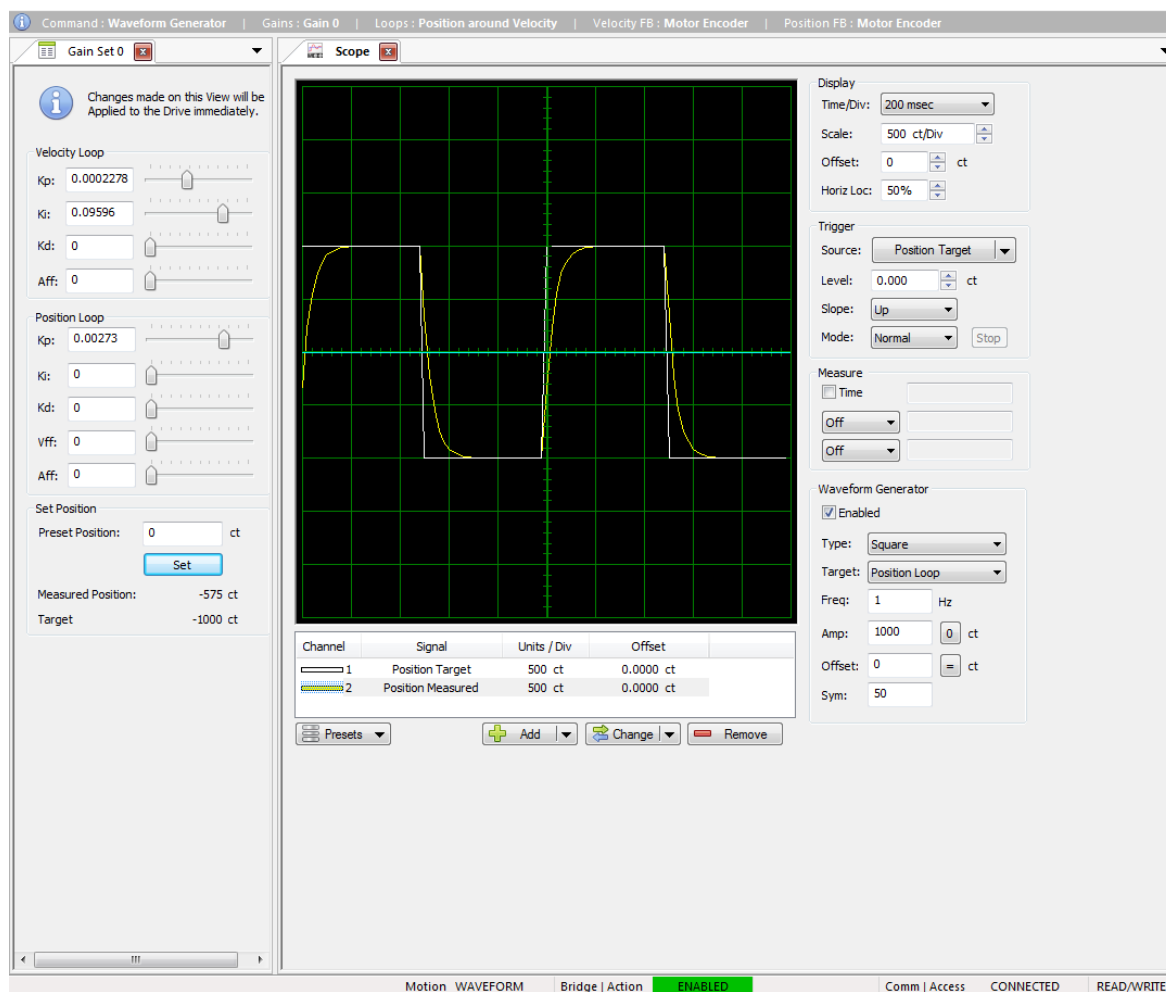 Command : Waveform Generator | Gains : Gain 0 | Loops : Position around Velocity | Velocity FB : Motor Encoder | Position FB : Motor Encoder
Gain Set 0
Changes made on this View will be
Applied to the Drive immediately.
Velocity Loop
Kp: 0.0002278
Ki: 0.09596
Kd: 0
Aff: 0
Position Loop
Kp: 0.00273
Ki: 0
Kd: 0
Vff: 0
Aff: 0
Set Position
Preset Position: 0 ct
Set
Measured Position: -575 ct
Target -1000 ct
Scope
Display
Time/Div: 200 msec
Scale: 500 ct/Div
Offset: 0 ct
Horiz Loc: 50%
Trigger
Source: Position Target
Level: 0.000 ct
Slope: Up
Mode: Normal Stop
Measure
Time
Off
Off
Waveform Generator
Enabled
Type: Square
Target: Position Loop
Freq: 1 Hz
Amp: 1000 0 ct
Offset: 0 = ct
Sym: 50
Channel Signal Units / Div Offset
1 Position Target 500 ct 0.0000 ct
2 Position Measured 500 ct 0.0000 ct
Presets Add Change Remove
Motion WAVEFORM Bridge | Action ENABLED Comm | Access CONNECTED READ/WRITE